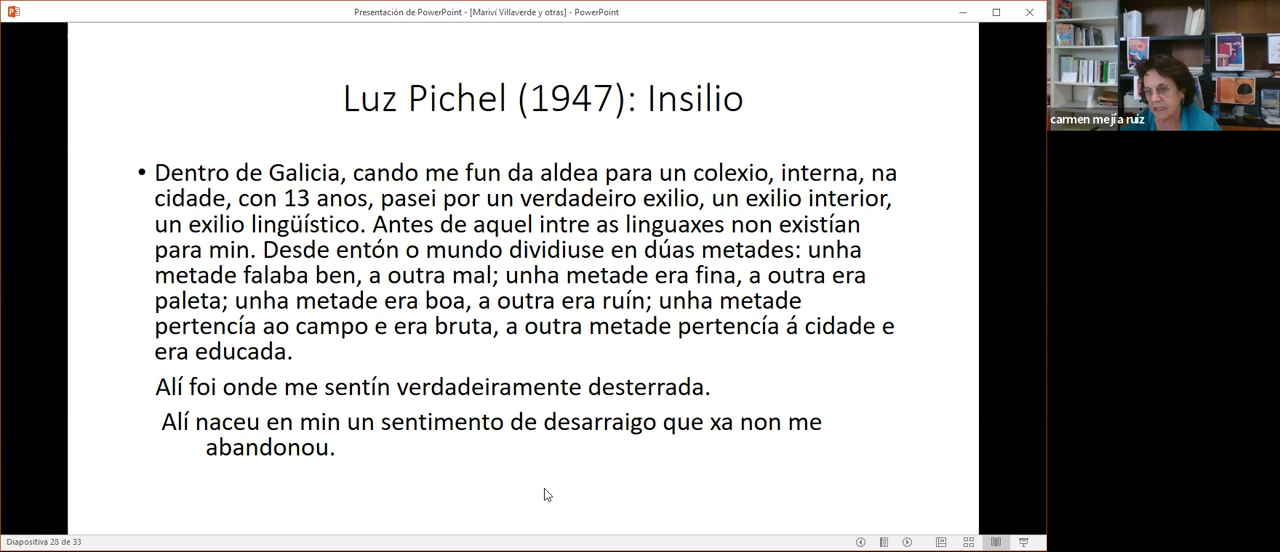 Presentación de PowerPoint - [Mariví Villaverde y otras] - PowerPoint
Luz Pichel (1947): Insilio
• Dentro de Galicia, cando me fun da aldea para un colexio, interna, na
cidade, con 13 anos, pasei por un verdadeiro exilio, un exilio interior,
un exilio lingüístico. Antes de aquel intre as linguaxes non existían
para min. Desde entón o mundo dividiuse en dúas metades: unha
metade falaba ben, a outra mal; unha metade era fina, a outra era
paleta; unha metade era boa, a outra era ruín; unha metade
pertencía ao campo e era bruta, a outra metade pertencía á cidade e
era educada.
Alí foi onde me sentín verdadeiramente desterrada.
Alí naceu en min un sentimento de desarraigo que xa non me
abandonou.
Diapositiva 28 de 33
carmen mejía ruiz